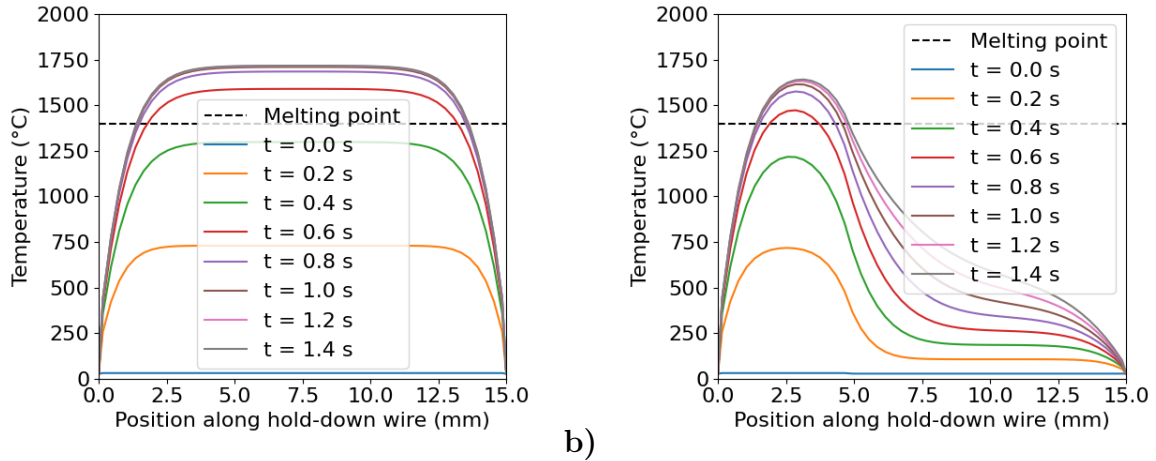 2000
1750
1500
1250
1000
750
500
250
0
Temperature (°C)
Melting point
t = 0.0 s
t = 0.2 s
t = 0.4 s
t = 0.6 s
t = 0.8 s
t = 1.0 s
t = 1.2 s
t = 1.4 s
0.0 2.5 5.0 7.5 10.0 12.5 15.0
Position along hold-down wire (mm)
b)
2000
1750
1500
1250
1000
750
500
250
0
Temperature (°C)
Melting point
t = 0.0 s
t = 0.2 s
t = 0.4 s
t = 0.6 s
t = 0.8 s
t = 1.0 s
t = 1.2 s
t = 1.4 s
0.0 2.5 5.0 7.5 10.0 12.5 15.0
Position along hold-down wire (mm)